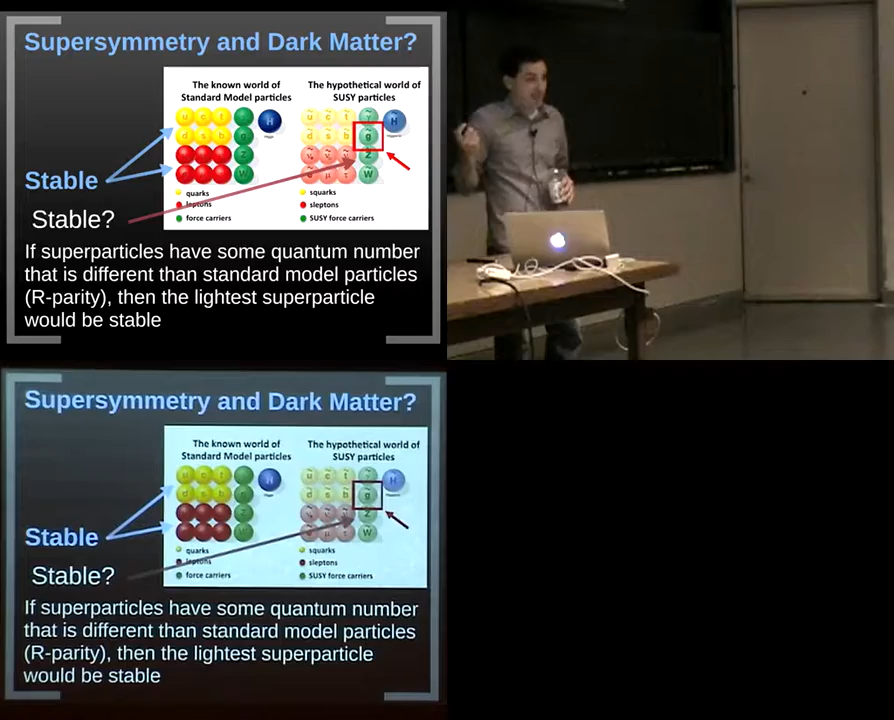 Supersymmetry and Dark Matter?
The known world of
Standard Model particles
The hypothetical world of
SUSY particles
u c t γ H
d s b g
Z
W
ũ c̃ t̃ γ̃ H̃
d̃ s̃ b̃ g̃
Z̃
W̃
Higgs
Higgsino
Stable
Stable?
quarks
leptons
force carriers
squarks
sleptons
SUSY force carriers
If superparticles have some quantum number
that is different than standard model particles
(R-parity), then the lightest superparticle
would be stable
Supersymmetry and Dark Matter?
The known world of
Standard Model particles
The hypothetical world of
SUSY particles
u c t H
d s b
Z
ũ c̃ t̃ γ̃ H̃
d̃ s̃ b̃ g̃
Z̃
W̃
Stable
Stable?
quarks
leptons
force carriers
squarks
sleptons
SUSY force carriers
If superparticles have some quantum number
that is different than standard model particles
(R-parity), then the lightest superparticle
would be stable